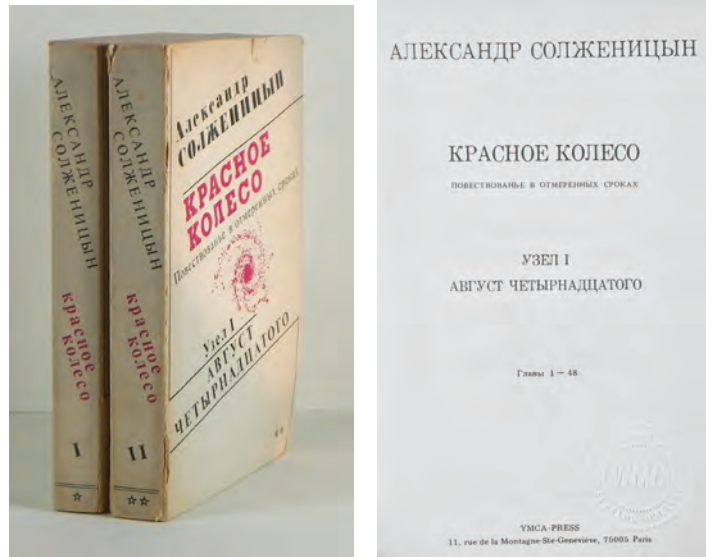 АЛЕКСАНДР
СОЛЖЕНИЦЫН
красное
колесо
I
АЛЕКСАНДР
СОЛЖЕНИЦЫН
красное
колесо
II
Александр
СОЛЖЕНИЦЫН
КРАСНОЕ
КОЛЕСО
Повествованье в отмеренных сроках
Узел I
АВГУСТ
ЧЕТЫРНАДЦАТОГО
АЛЕКСАНДР СОЛЖЕНИЦЫН
КРАСНОЕ КОЛЕСО
ПОВЕСТВОВАНЬЕ В ОТМЕРЕННЫХ СРОКАХ
УЗЕЛ I
АВГУСТ ЧЕТЫРНАДЦАТОГО
Главы 1 — 48
YMCA-PRESS
11, rue de la Montagne-Ste-Geneviève, 75005 Paris